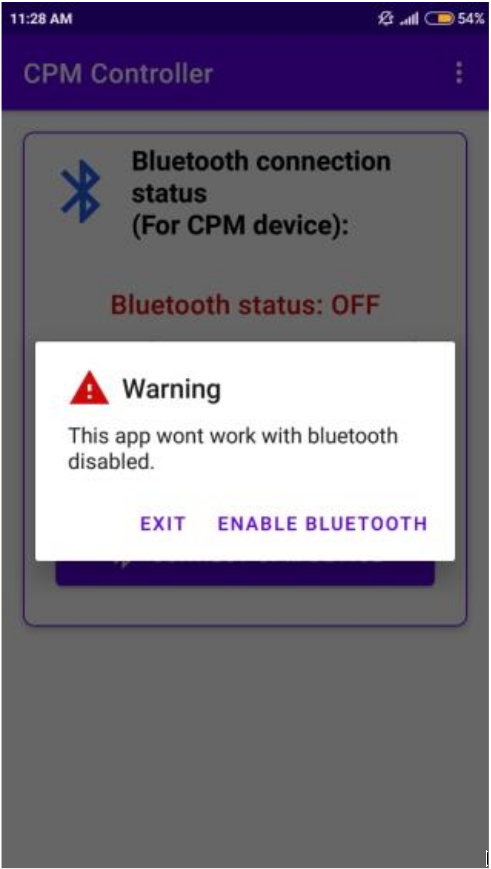 11:28 AM
54%
CPM Controller
Bluetooth connection
status
(For CPM device):
Bluetooth status: OFF
Warning
This app wont work with bluetooth
disabled.
EXIT ENABLE BLUETOOTH